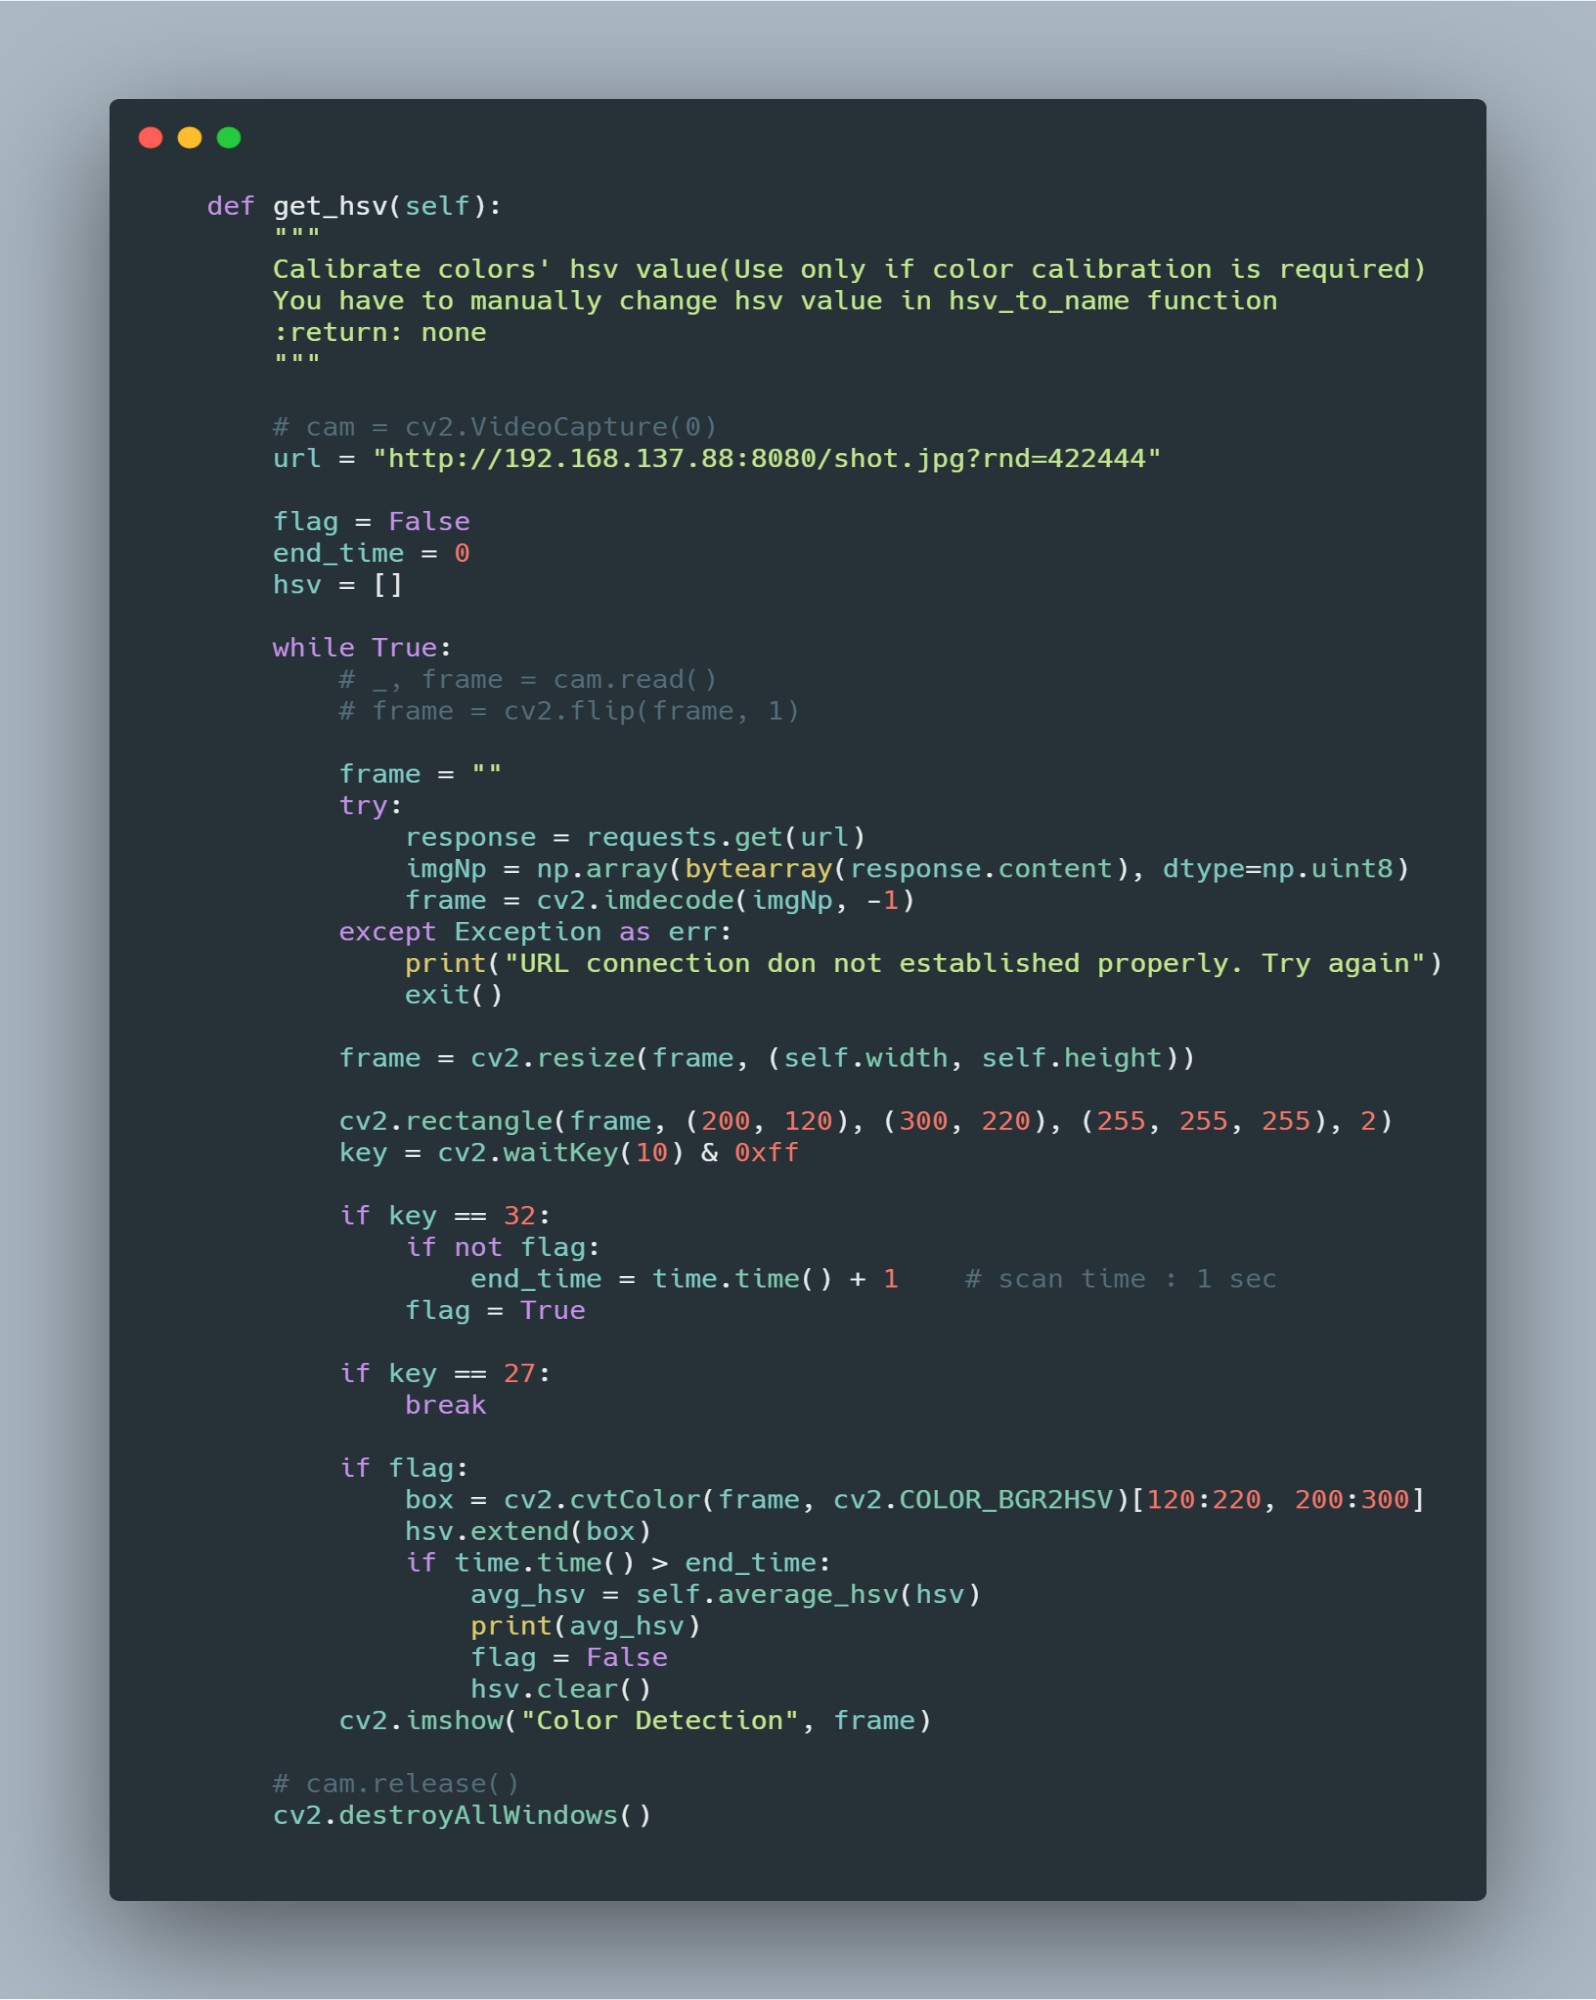 def get_hsv(self):
"""
Calibrate colors' hsv value(Use only if color calibration is required)
You have to manually change hsv value in hsv_to_name function
:return: none
"""
# cam = cv2.VideoCapture(0)
url = "http://192.168.137.88:8080/shot.jpg?rnd=422444"
flag = False
end_time = 0
hsv = []
while True:
# _, frame = cam.read()
# frame = cv2.flip(frame, 1)
frame = ""
try:
response = requests.get(url)
imgNp = np.array(bytearray(response.content), dtype=np.uint8)
frame = cv2.imdecode(imgNp, -1)
except Exception as err:
print("URL connection don not established properly. Try again")
exit()
frame = cv2.resize(frame, (self.width, self.height))
cv2.rectangle(frame, (200, 120), (300, 220), (255, 255, 255), 2)
key = cv2.waitKey(10) & 0xff
if key == 32:
if not flag:
end_time = time.time() + 1    # scan time : 1 sec
flag = True
if key == 27:
break
if flag:
box = cv2.cvtColor(frame, cv2.COLOR_BGR2HSV)[120:220, 200:300]
hsv.extend(box)
if time.time() > end_time:
avg_hsv = self.average_hsv(hsv)
print(avg_hsv)
flag = False
hsv.clear()
cv2.imshow("Color Detection", frame)
# cam.release()
cv2.destroyAllWindows()